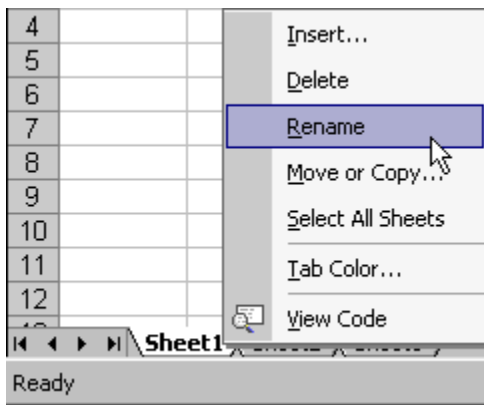 4
5
6
7
8
9
10
11
12
Insert...
Delete
Rename
Move or Copy...
Select All Sheets
Tab Color...
View Code
Sheet1
Ready